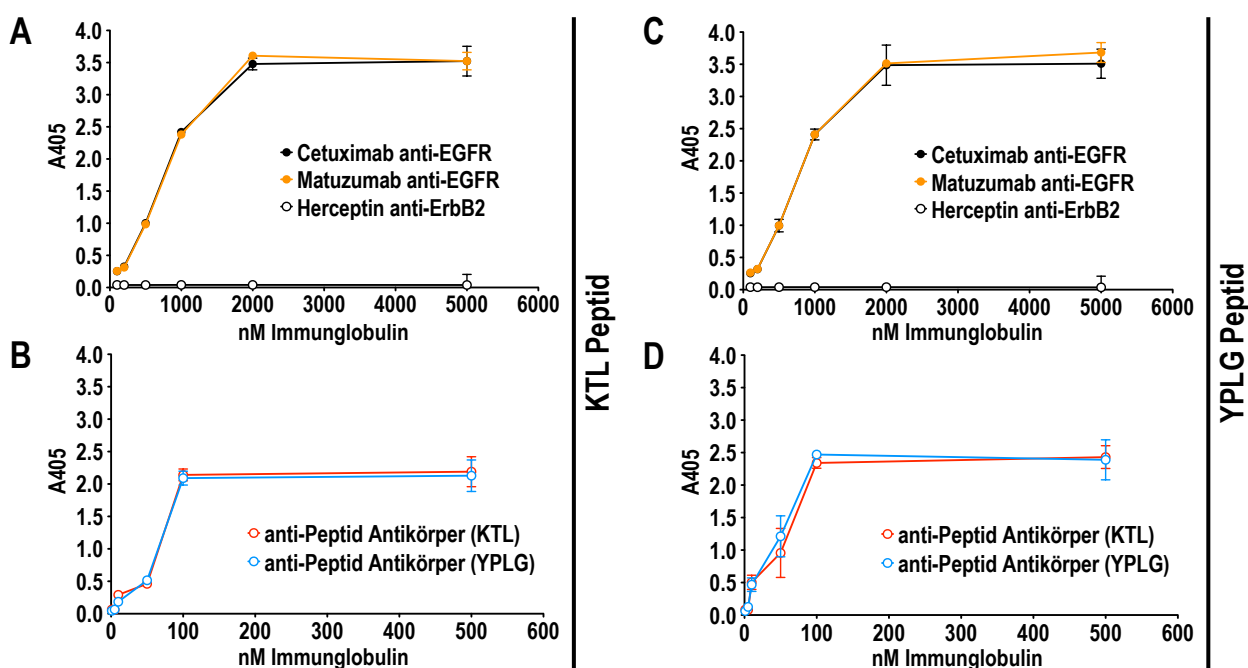 A
4.0
3.5
3.0
2.5
2.0
1.5
1.0
0.5
0.0
A405
Cetuximab anti-EGFR
Matuzumab anti-EGFR
Herceptin anti-ErbB2
0 1000 2000 3000 4000 5000 6000
nM Immunglobulin
B
4.0
3.5
3.0
2.5
2.0
1.5
1.0
0.5
0.0
A405
anti-Peptid Antikörper (KTL)
anti-Peptid Antikörper (YPLG)
0 100 200 300 400 500 600
nM Immunglobulin
KTL Peptid
C
4.0
3.5
3.0
2.5
2.0
1.5
1.0
0.5
0.0
A405
Cetuximab anti-EGFR
Matuzumab anti-EGFR
Herceptin anti-ErbB2
0 1000 2000 3000 4000 5000 6000
nM Immunglobulin
D
4.0
3.5
3.0
2.5
2.0
1.5
1.0
0.5
0.0
A405
anti-Peptid Antikörper (KTL)
anti-Peptid Antikörper (YPLG)
0 100 200 300 400 500 600
nM Immunglobulin
YPLG Peptid